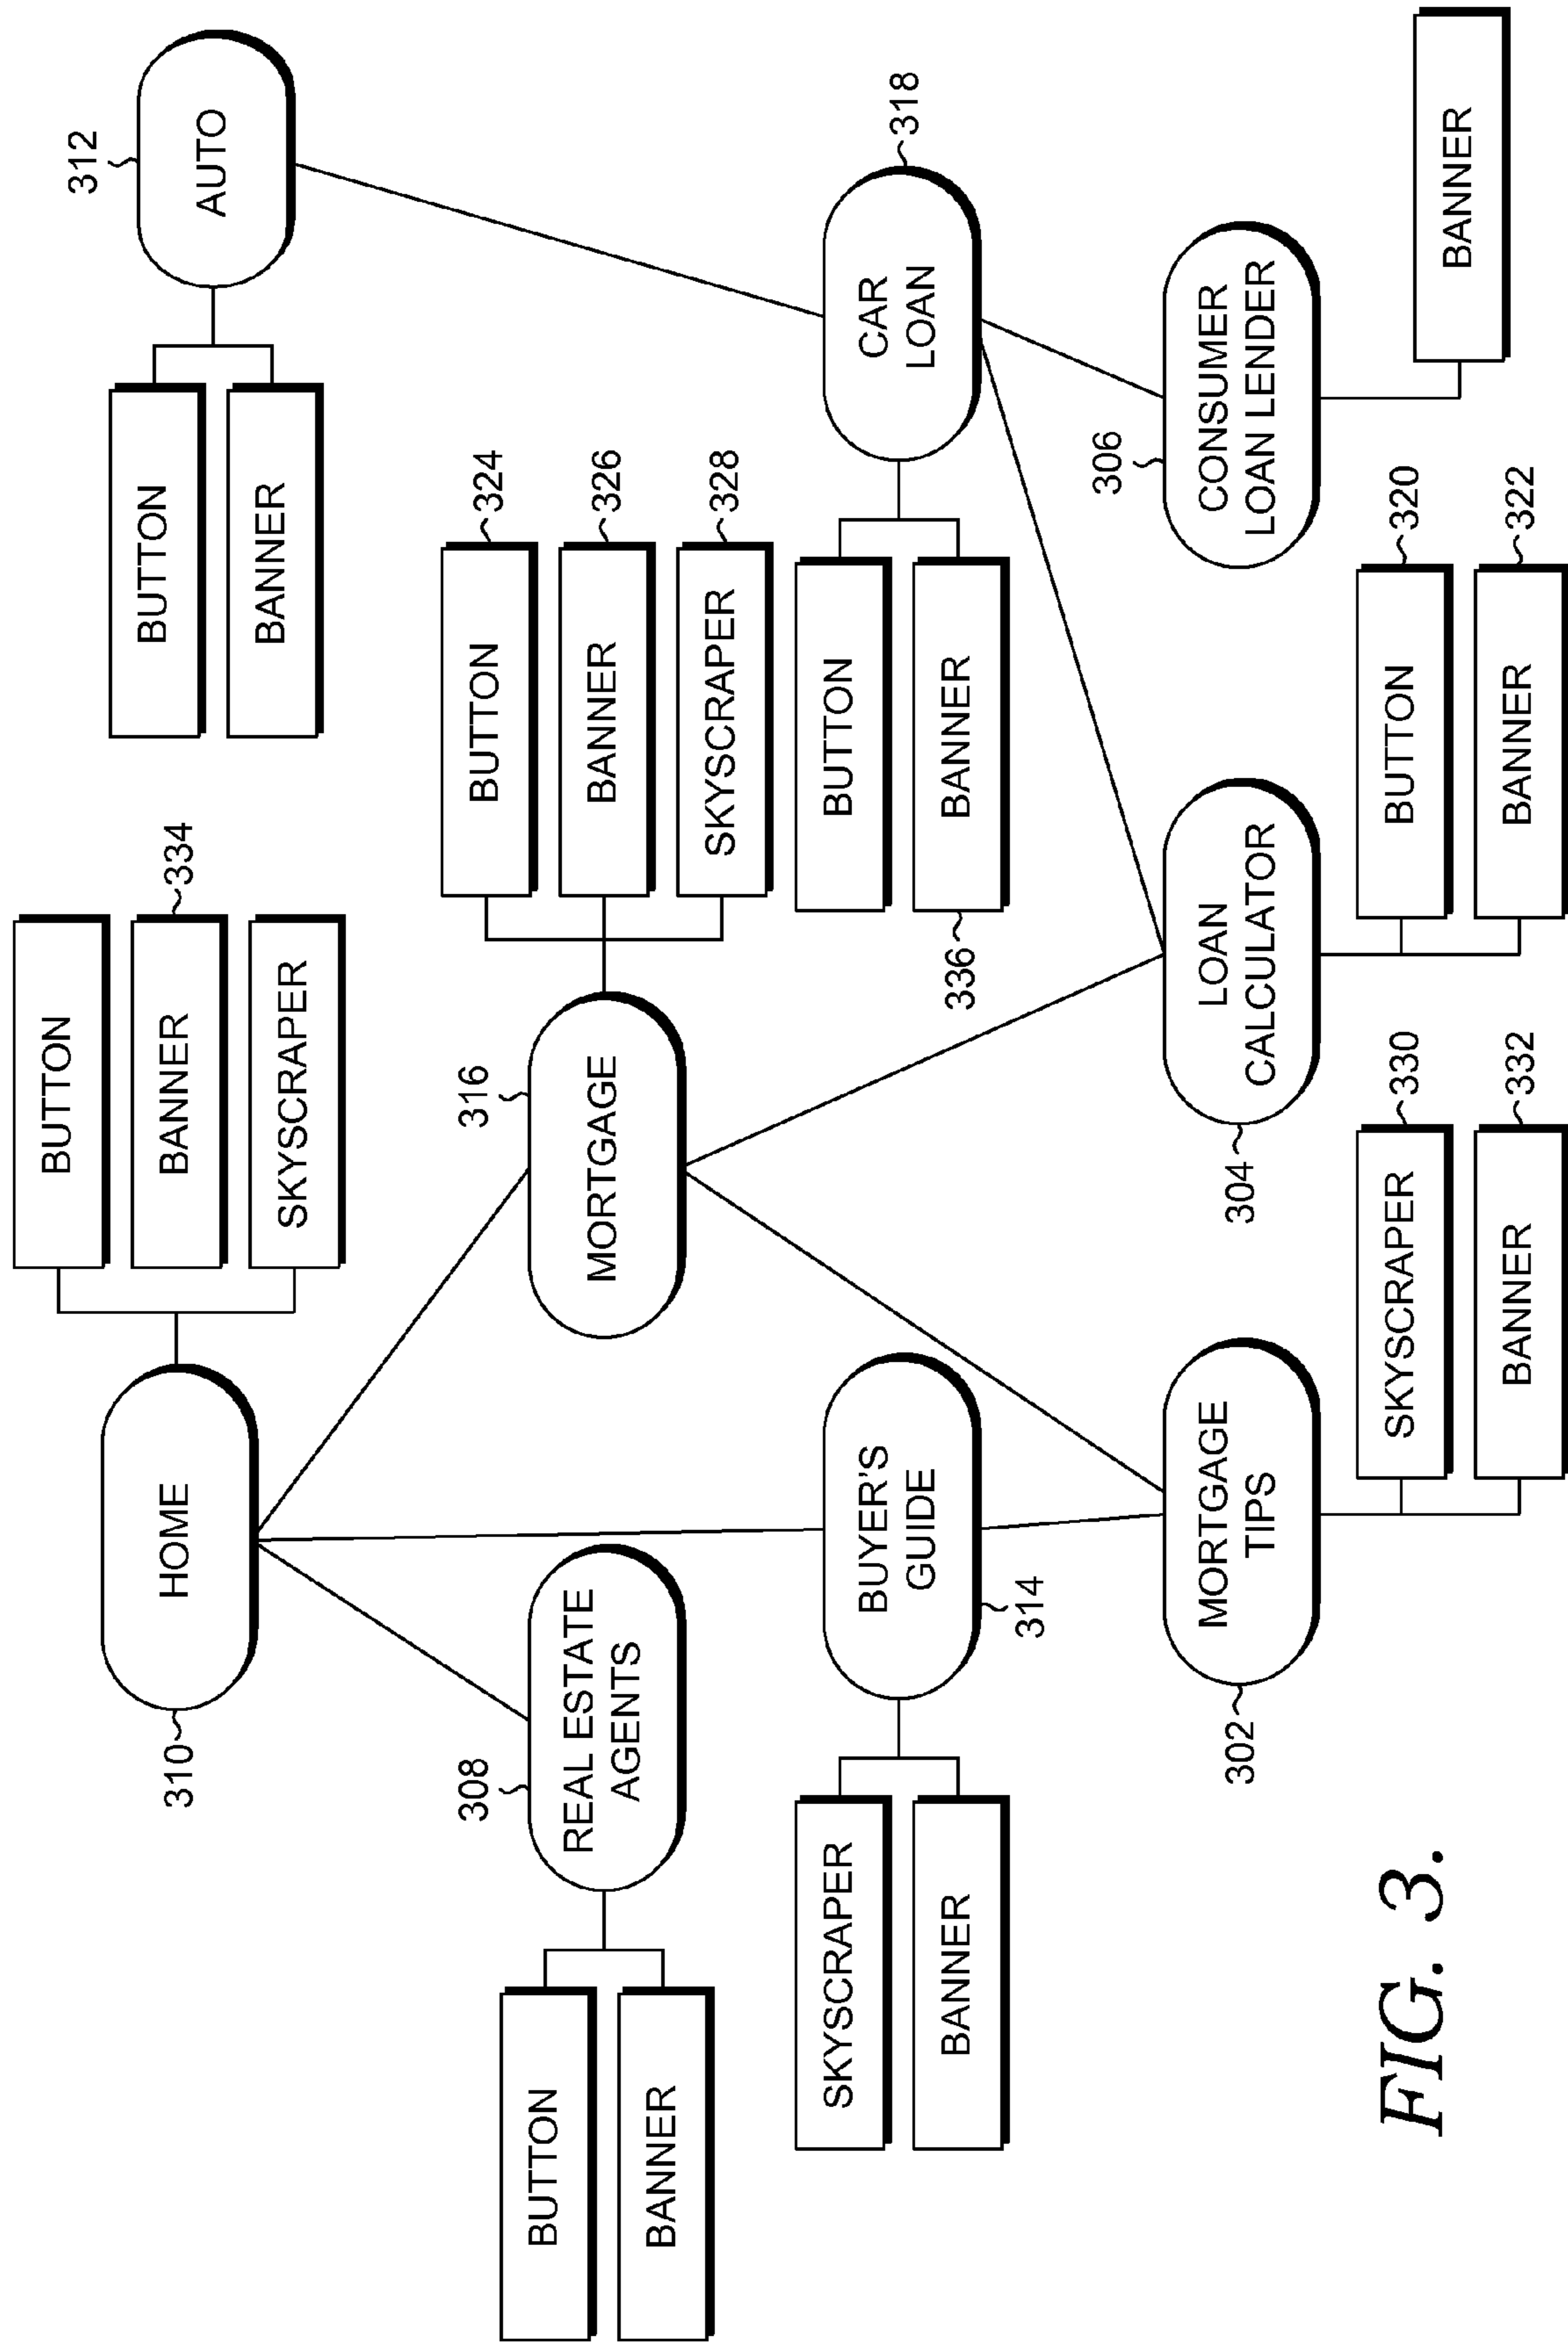 310
HOME
BUTTON
BANNER
334
SKYSCRAPER
312
AUTO
BUTTON
BANNER
308
REAL ESTATE
AGENTS
BUTTON
BANNER
316
MORTGAGE
BUTTON
324
BANNER
326
SKYSCRAPER
328
SKYSCRAPER
BANNER
BUYER'S
GUIDE
314
BUTTON
BANNER
336
CAR
LOAN
318
302
MORTGAGE
TIPS
304
LOAN
CALCULATOR
306
CONSUMER
LOAN LENDER
SKYSCRAPER
330
BANNER
332
BUTTON
320
BANNER
322
BANNER
FIG. 3.